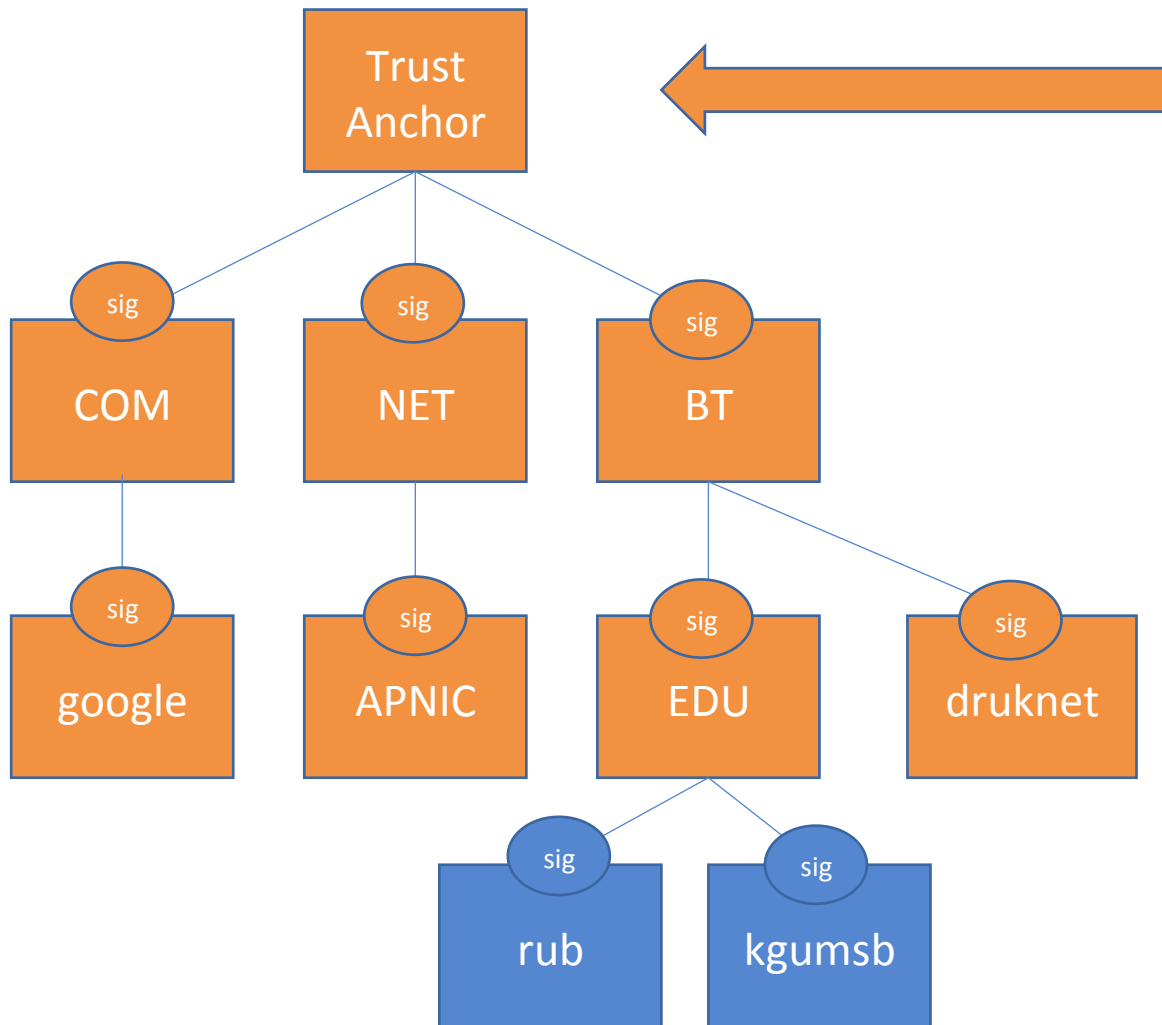 Trust
Anchor
sig
sig
sig
COM
NET
BT
sig
sig
sig
sig
google
APNIC
EDU
druknet
sig
sig
rub
kgumsb